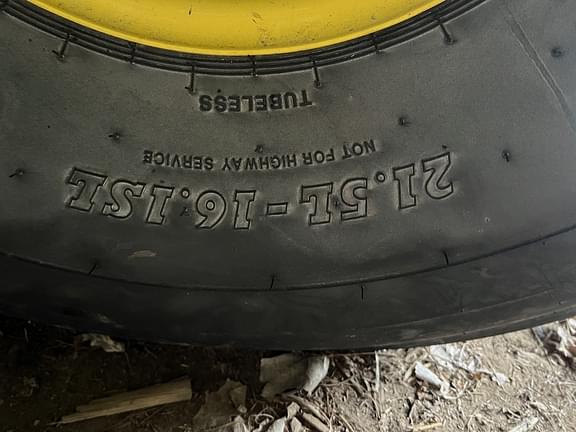 21.5L-16.1SL
NOT FOR HIGHWAY SERVICE
TUBELESS